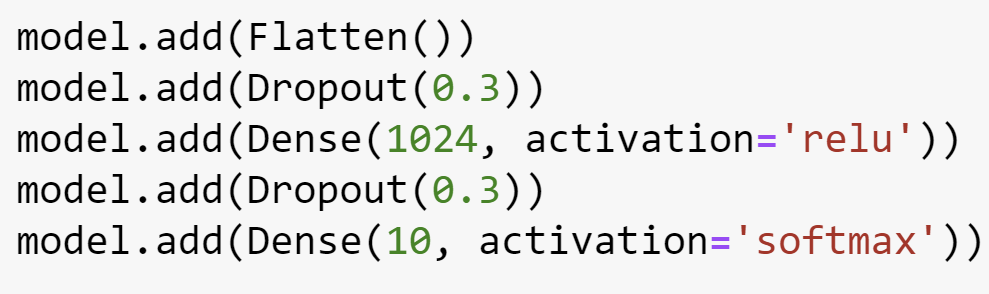 model.add(Flatten())
model.add(Dropout(0.3))
model.add(Dense(1024, activation='relu'))
model.add(Dropout(0.3))
model.add(Dense(10, activation='softmax'))